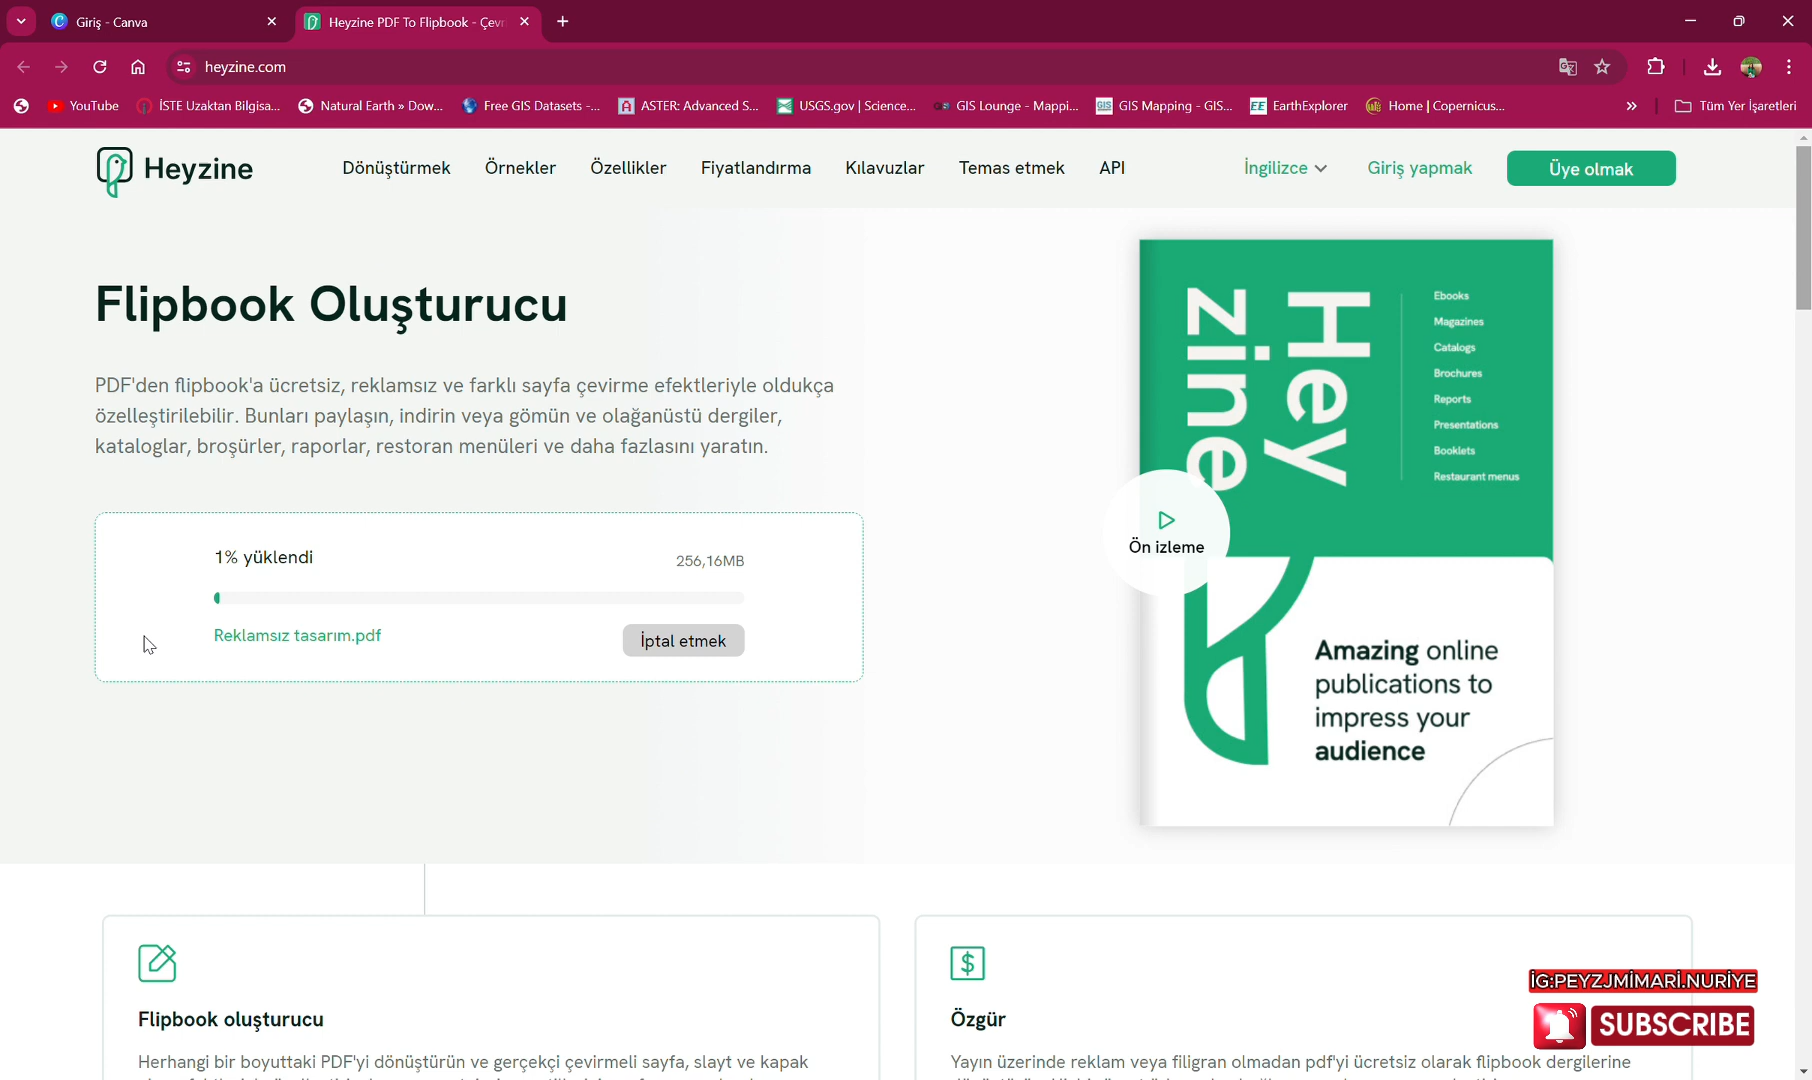 Giriş - Canva
Heyzine PDF To Flipbook - Çevi
heyzine.com
YouTube
İSTE Uzaktan Bilgisa...
Natural Earth » Dow...
Free GIS Datasets -...
ASTER: Advanced S...
USGS.gov | Science...
GIS Lounge - Mappi...
GIS Mapping - GIS...
EarthExplorer
Home | Copernicus...
Tüm Yer İşaretleri
Heyzine
Dönüştürmek
Örnekler
Özellikler
Fiyatlandırma
Kılavuzlar
Temas etmek
API
İngilizce
Giriş yapmak
Üye olmak
Flipbook Oluşturucu
PDF'den flipbook'a ücretsiz, reklamsız ve farklı sayfa çevirme efektleriyle oldukça
özelleştirilebilir. Bunları paylaşın, indirin veya gömün ve olağanüstü dergiler,
kataloglar, broşürler, raporlar, restoran menüleri ve daha fazlasını yaratın.
1% yüklendi
256,16MB
Reklamsız tasarım.pdf
İptal etmek
Hey
zine
Ebooks
Magazines
Catalogs
Brochures
Reports
Presentations
Booklets
Restaurant menus
Ön izleme
Amazing online
publications to
impress your
audience
Flipbook oluşturucu
Herhangi bir boyuttaki PDF'yi dönüştürün ve gerçekçi çevirmeli sayfa, slayt ve kapak
Özgür
Yayın üzerinde reklam veya filigran olmadan pdf'yi ücretsiz olarak flipbook dergilerine
İG:PEYZJMİMARİ.NURİYE
SUBSCRIBE